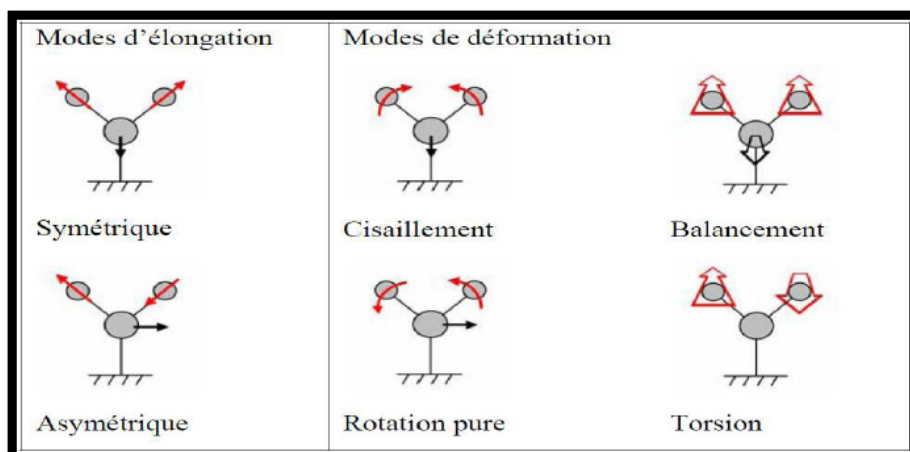 Modes d’élongation
Modes de déformation
Symétrique
Cisaillement
Balancement
Asymétrique
Rotation pure
Torsion